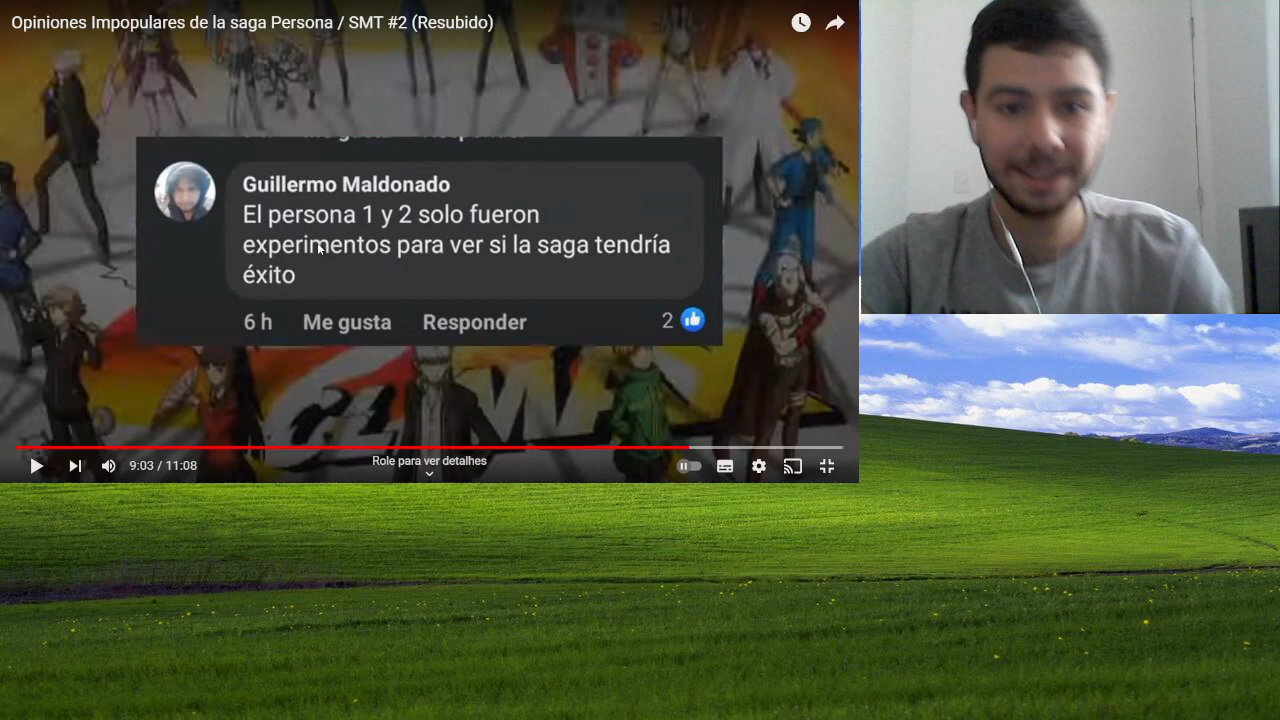 Opiniones Impopulares de la saga Persona / SMT #2 (Resubido)
Guillermo Maldonado
El persona 1 y 2 solo fueron
experimentos para ver si la saga tendría
éxito
6 h Me gusta Responder 2
9:03 / 11:08
Role para ver detalhes